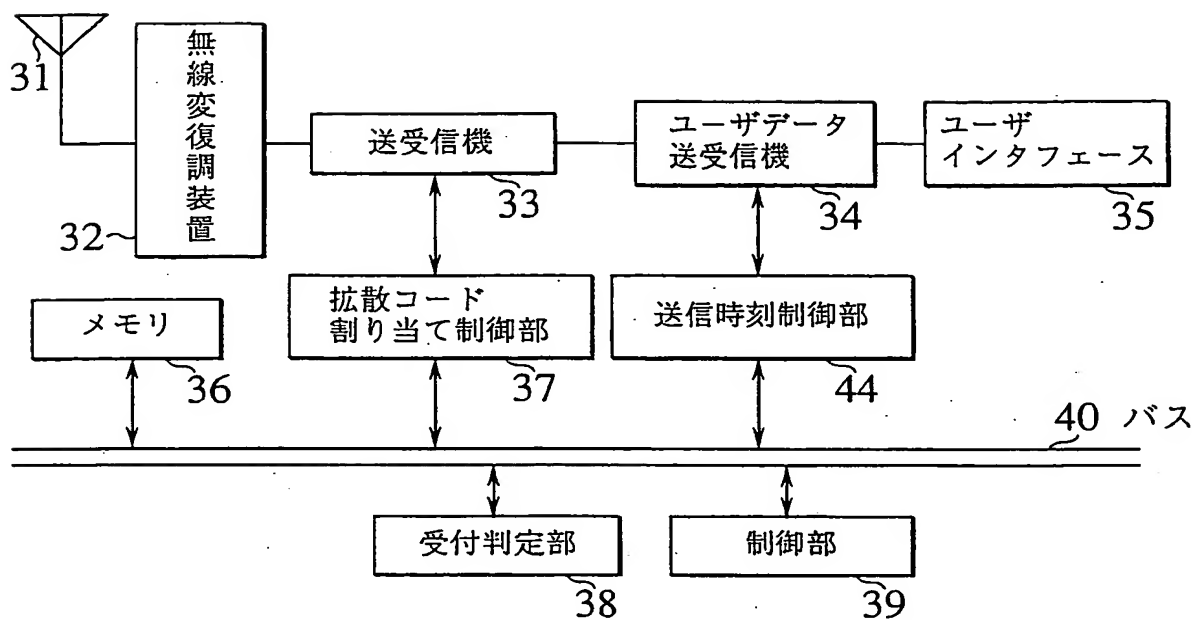 31
無線変復調装置
32
送受信機
33
ユーザデータ
送受信機
34
ユーザ
インタフェース
35
メモリ
36
拡散コード
割り当て制御部
37
送信時刻制御部
44
40 バス
受付判定部
38
制御部
39